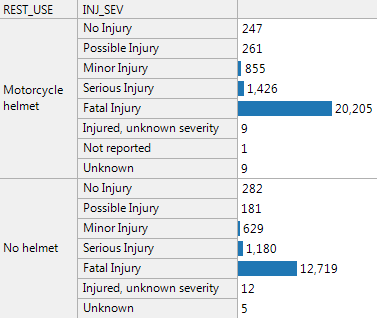 REST_USE INJ_SEV
Motorcycle helmet
No Injury 247
Possible Injury 261
Minor Injury 855
Serious Injury 1,426
Fatal Injury 20,205
Injured, unknown severity 9
Not reported 1
Unknown 9
No helmet
No Injury 282
Possible Injury 181
Minor Injury 629
Serious Injury 1,180
Fatal Injury 12,719
Injured, unknown severity 12
Unknown 5